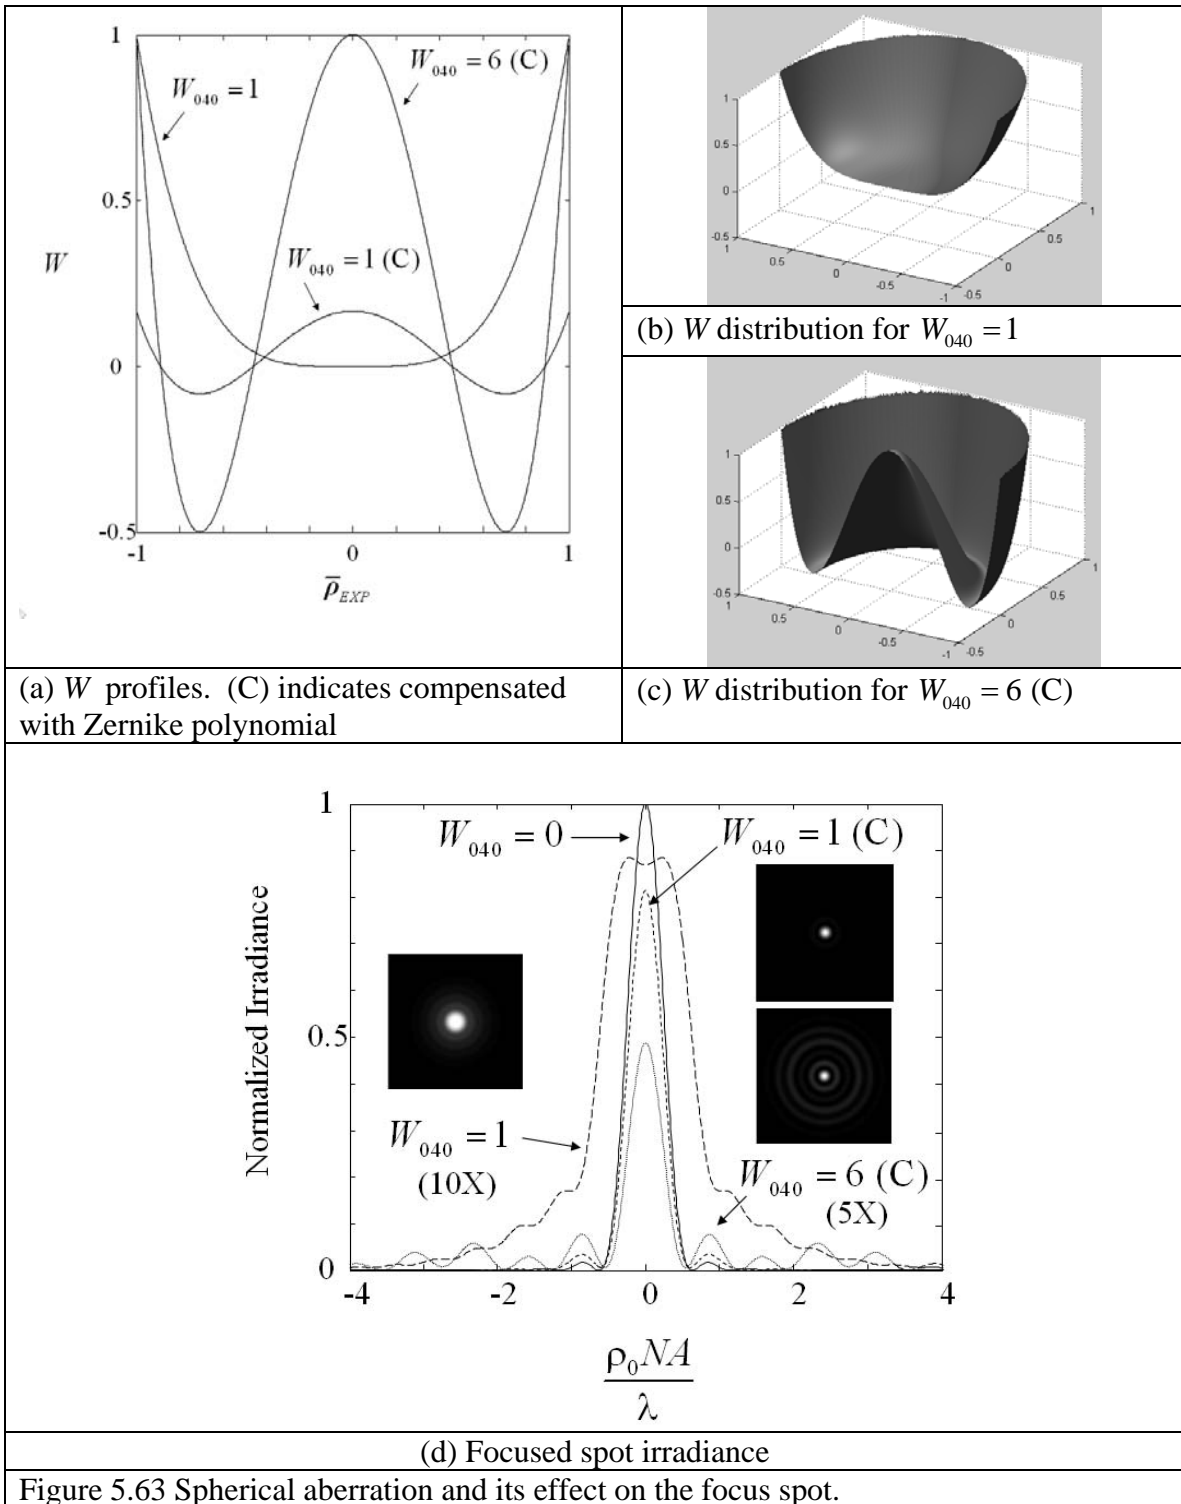 1
W₀₄₀ = 6 (C)
W₀₄₀ = 1
0.5
W
W₀₄₀ = 1 (C)
0
-0.5
-1
0
1
ρ̅_EXP
(a) W profiles. (C) indicates compensated
with Zernike polynomial
1
0.5
0
-0.5
1
0.5
0
-0.5
-1
-0.5
0
0.5
1
(b) W distribution for W₀₄₀ = 1
1
0.5
0
-0.5
1
0.5
0
-0.5
-1
-0.5
0
0.5
1
(c) W distribution for W₀₄₀ = 6 (C)
1
W₀₄₀ = 0
W₀₄₀ = 1 (C)
Normalized Irradiance
0.5
W₀₄₀ = 1
(10X)
W₀₄₀ = 6 (C)
(5X)
0
-4
-2
0
2
4
ρ₀NA
λ
(d) Focused spot irradiance
Figure 5.63 Spherical aberration and its effect on the focus spot.